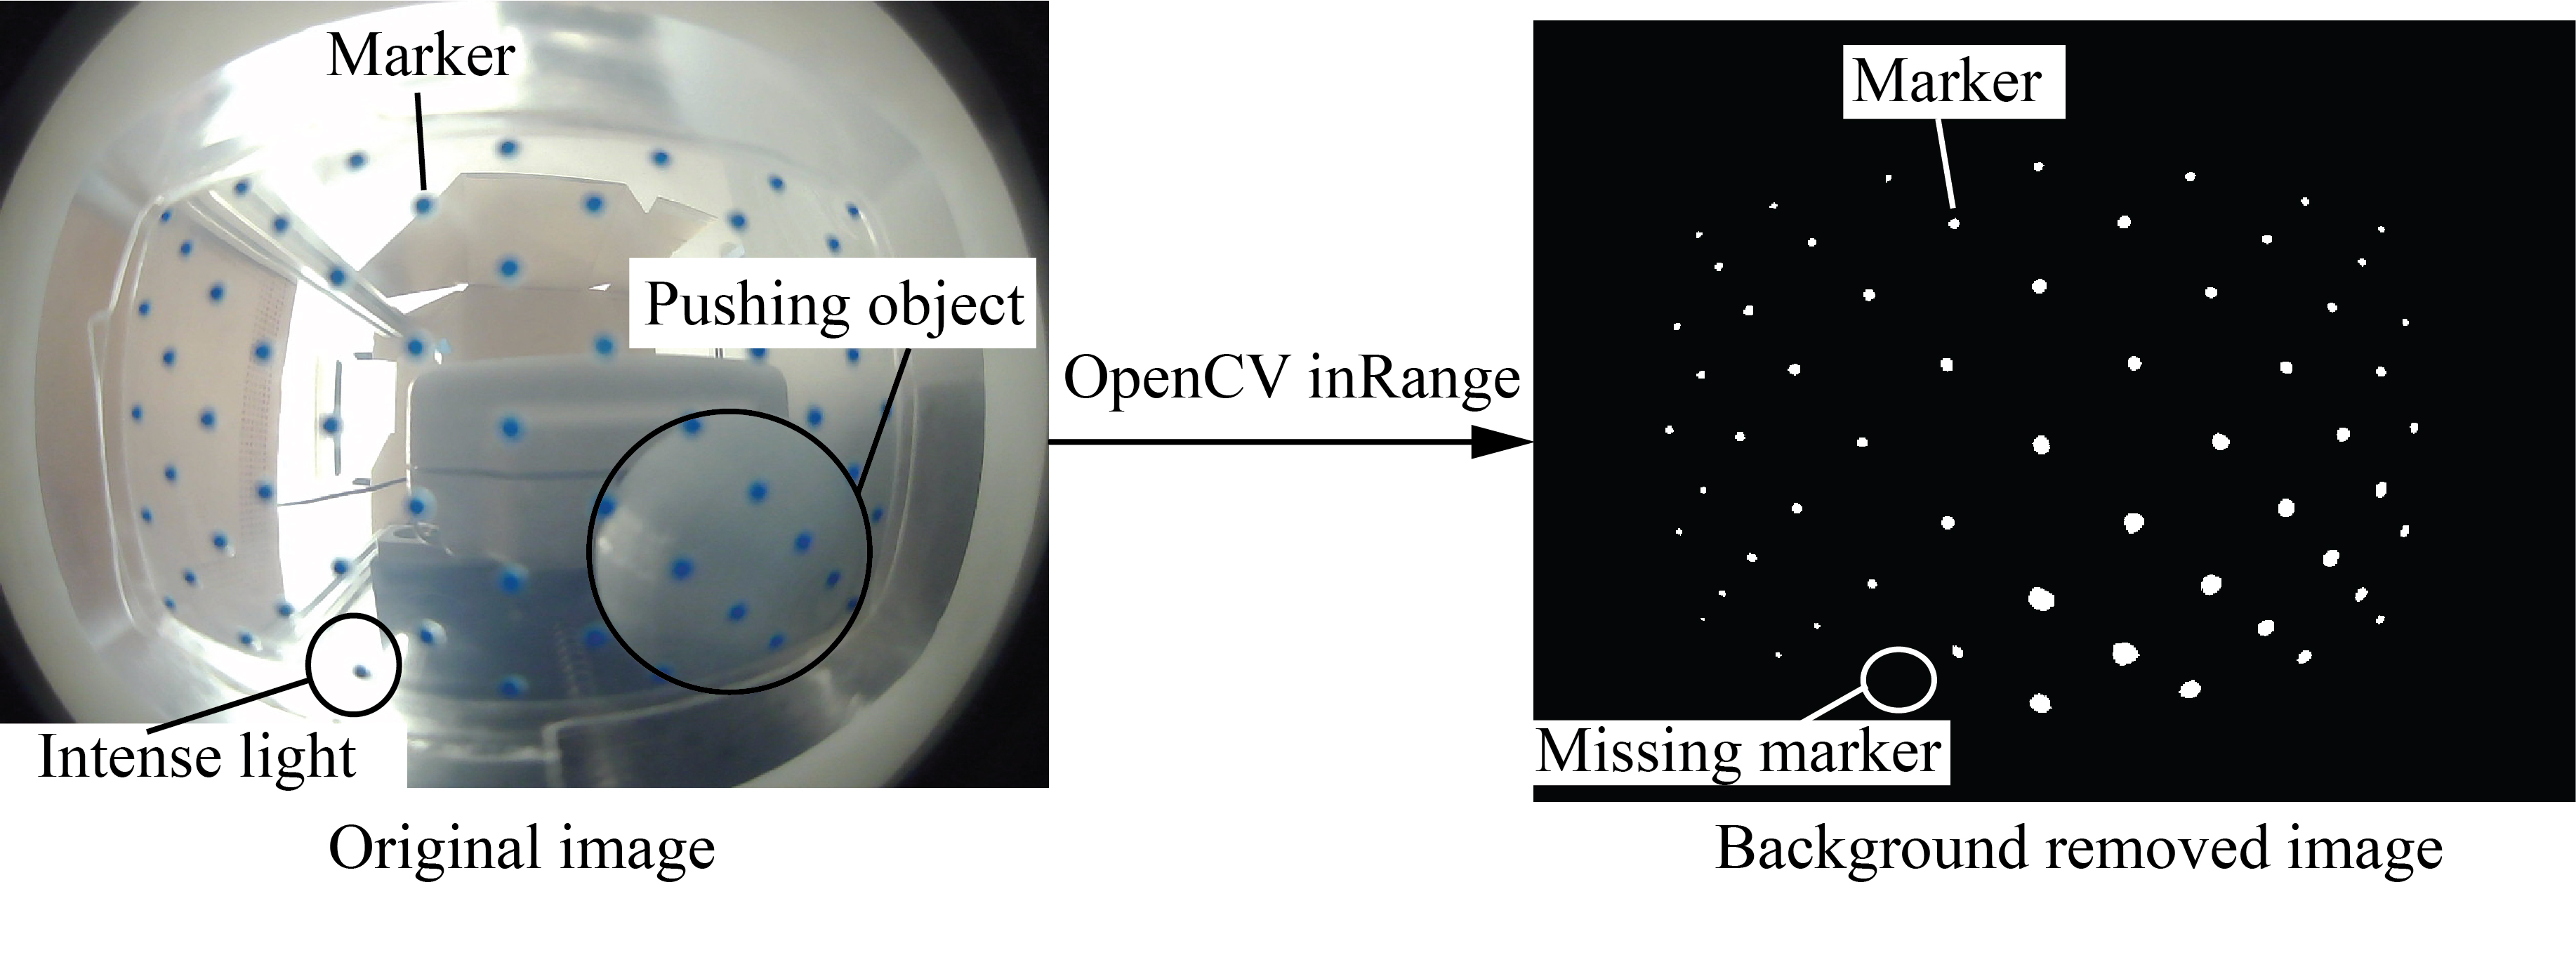 Marker
Pushing object
Intense light
Original image
OpenCV inRange
Marker
Missing marker
Background removed image